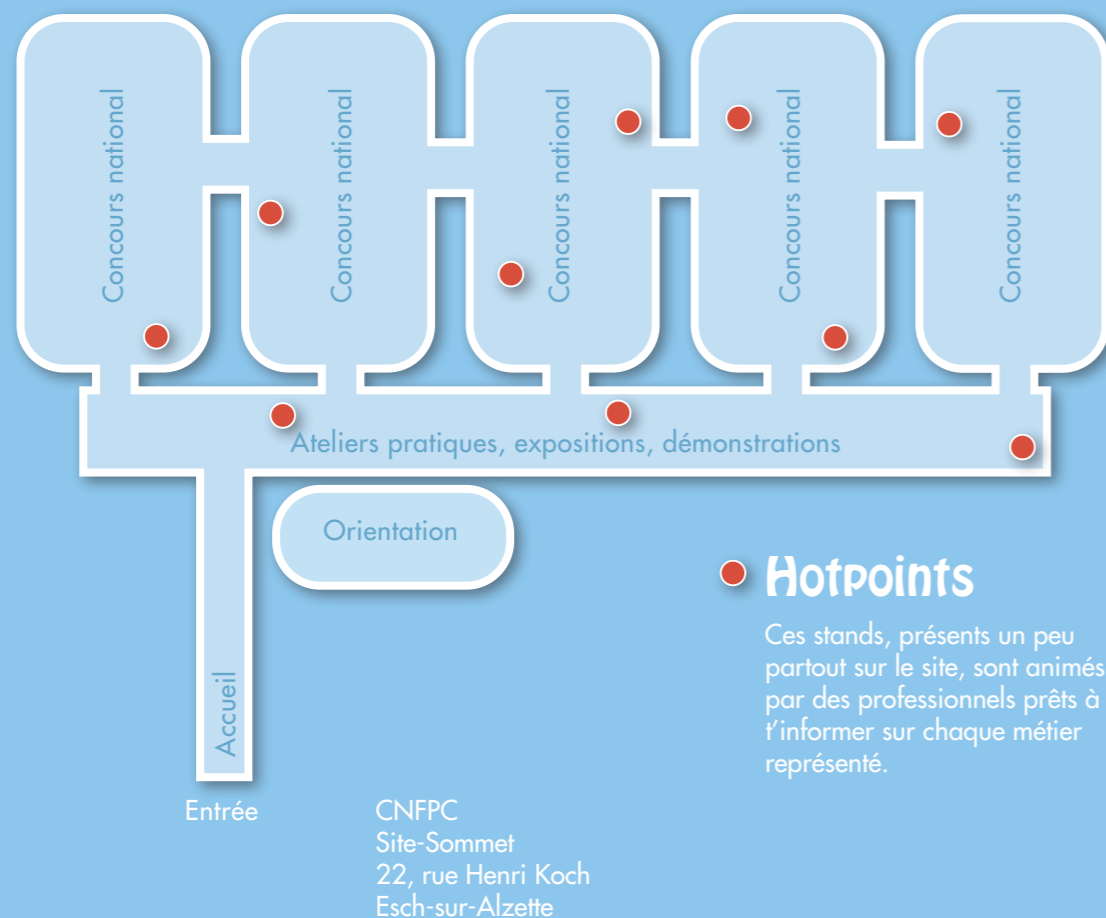 Concours national
Concours national
Concours national
Concours national
Concours national
Ateliers pratiques, expositions, démonstrations
Orientation
Accueil
Entrée
Hotpoints
Ces stands, présents un peu
partout sur le site, sont animés
par des professionnels prêts à
t’informer sur chaque métier
représenté.
CNFPC
Site-Sommet
22, rue Henri Koch
Esch-sur-Alzette